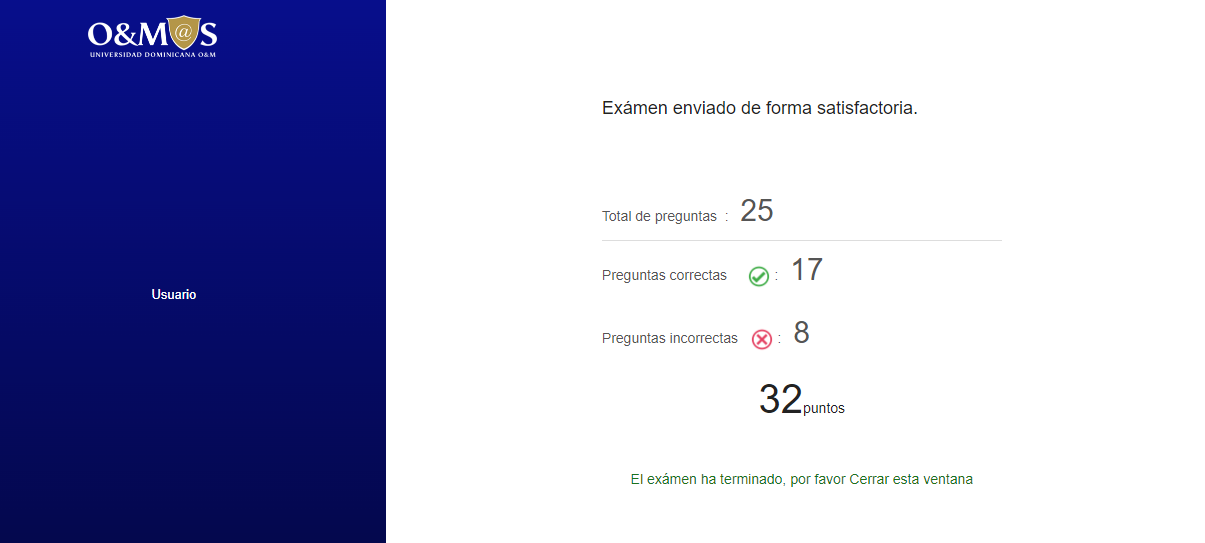 O&M@S
UNIVERSIDAD DOMINICANA O&M
Usuario
Exámen enviado de forma satisfactoria.
Total de preguntas : 25
Preguntas correctas : 17
Preguntas incorrectas : 8
32puntos
El exámen ha terminado, por favor Cerrar esta ventana